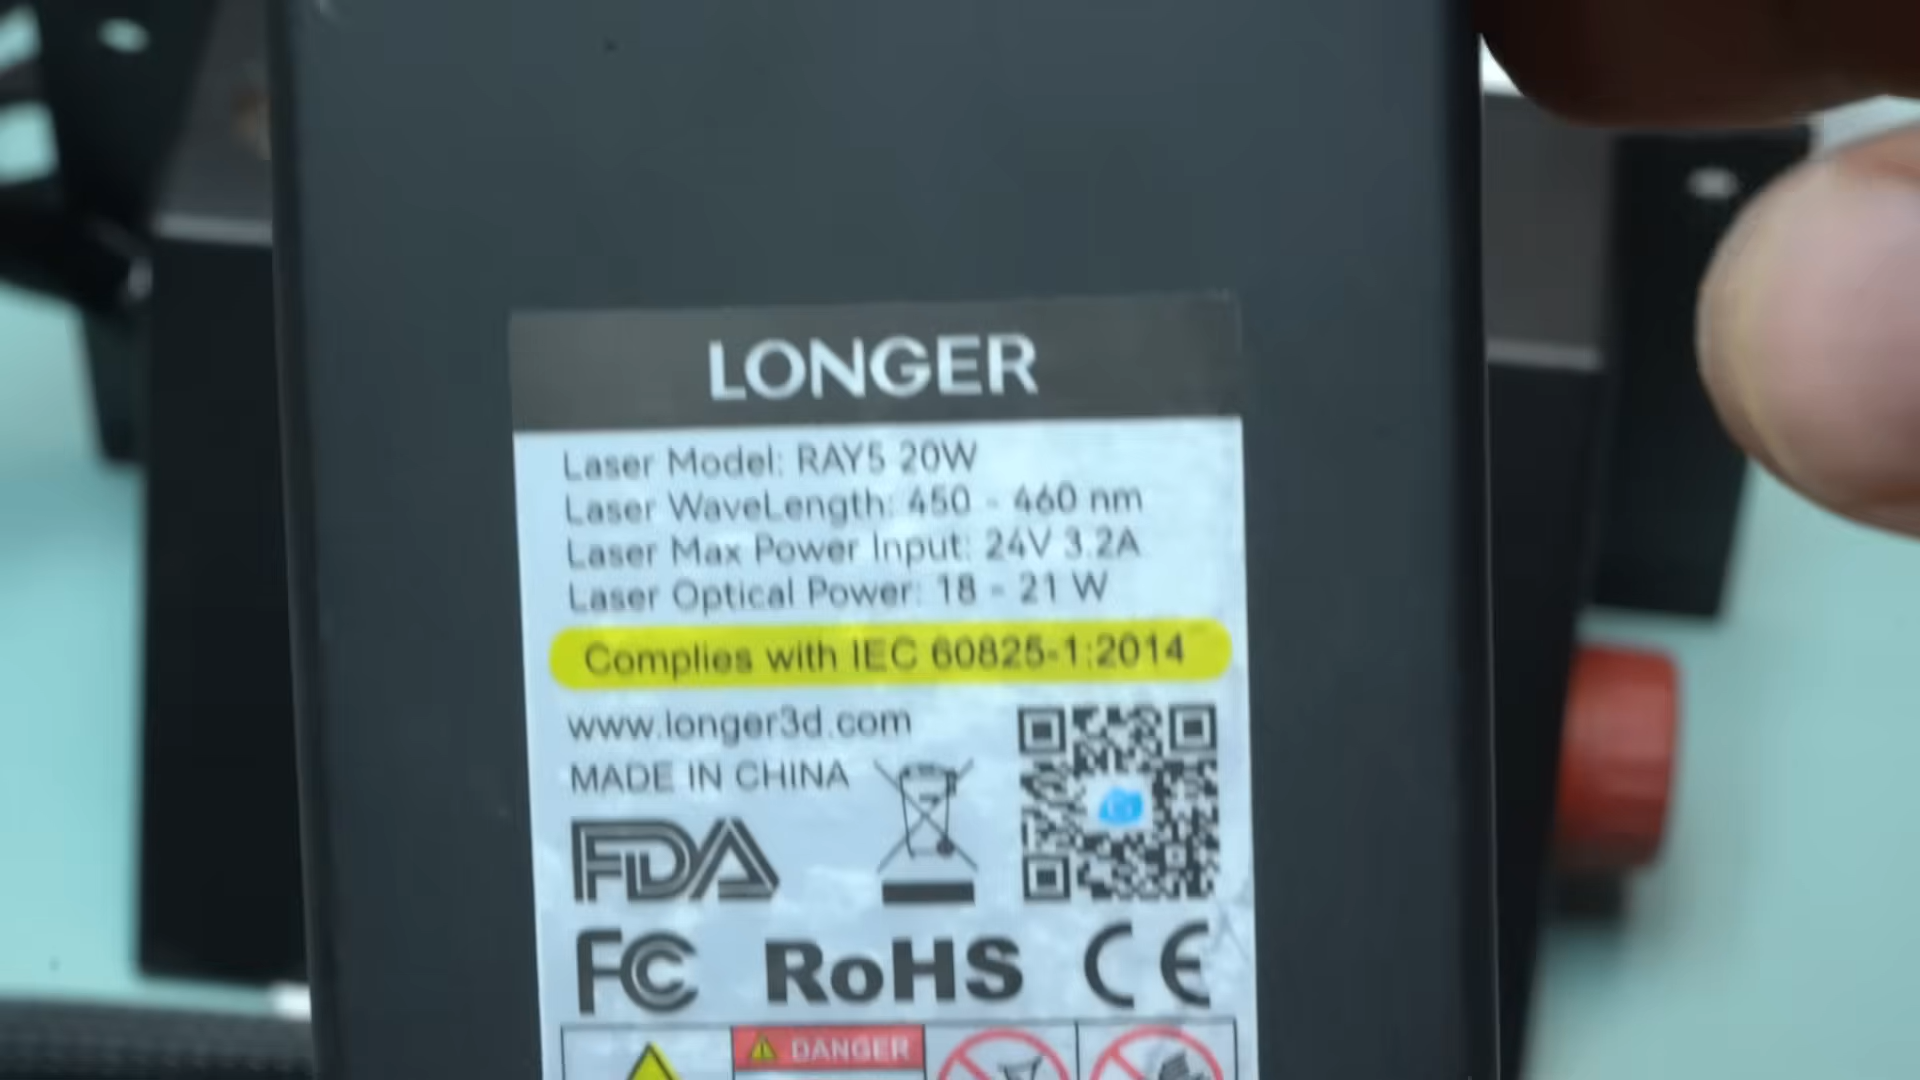 LONGER
Laser Model: RAY5 20W
Laser WaveLength: 450 - 460 nm
Laser Max Power Input: 24V 3.2A
Laser Optical Power: 18 - 21 W
Complies with IEC 60825-1:2014
www.longer3d.com
MADE IN CHINA
FDA
FC RoHS CE
DANGER